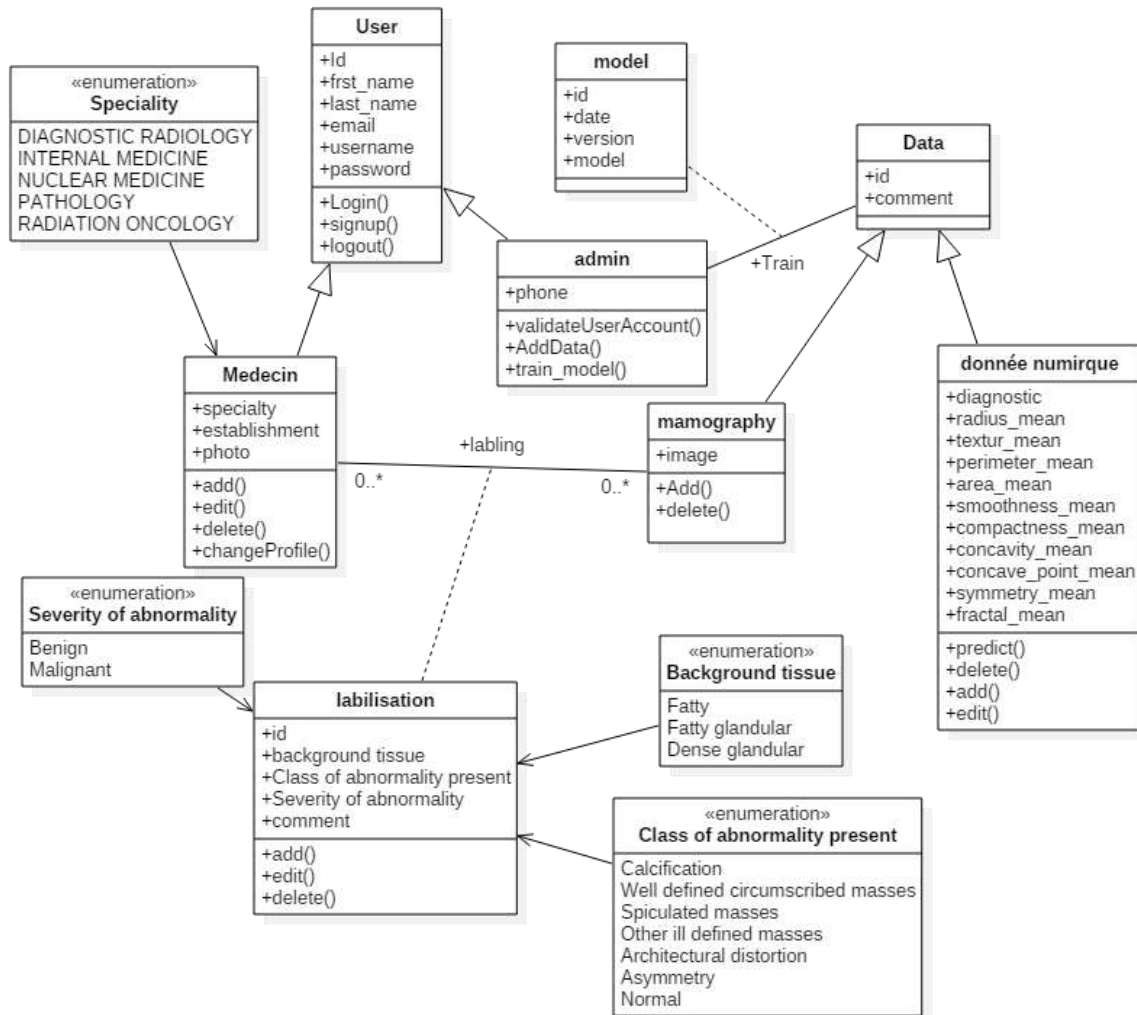 User
+Id
+frst_name
+last_name
+email
+username
+password
+Login()
+signup()
+logout()
«enumeration»
Speciality
DIAGNOSTIC RADIOLOGY
INTERNAL MEDICINE
NUCLEAR MEDICINE
PATHOLOGY
RADIATION ONCOLOGY
model
+id
+date
+version
+model
Data
+id
+comment
+Train
admin
+phone
+validateUserAccount()
+AddData()
+train_model()
Medecin
+specialty
+establishment
+photo
+add()
+edit()
+delete()
+changeProfile()
+labling
0..*
0..*
mamography
+image
+Add()
+delete()
donnée numirque
+diagnostic
+radius_mean
+textur_mean
+perimeter_mean
+area_mean
+smoothness_mean
+compactness_mean
+concavity_mean
+concave_point_mean
+symmetry_mean
+fractal_mean
+predict()
+delete()
+add()
+edit()
«enumeration»
Severity of abnormality
Benign
Malignant
labilisation
+id
+background tissue
+Class of abnormality present
+Severity of abnormality
+comment
+add()
+edit()
+delete()
«enumeration»
Background tissue
Fatty
Fatty glandular
Dense glandular
«enumeration»
Class of abnormality present
Calcification
Well defined circumscribed masses
Spiculated masses
Other ill defined masses
Architectural distortion
Asymmetry
Normal